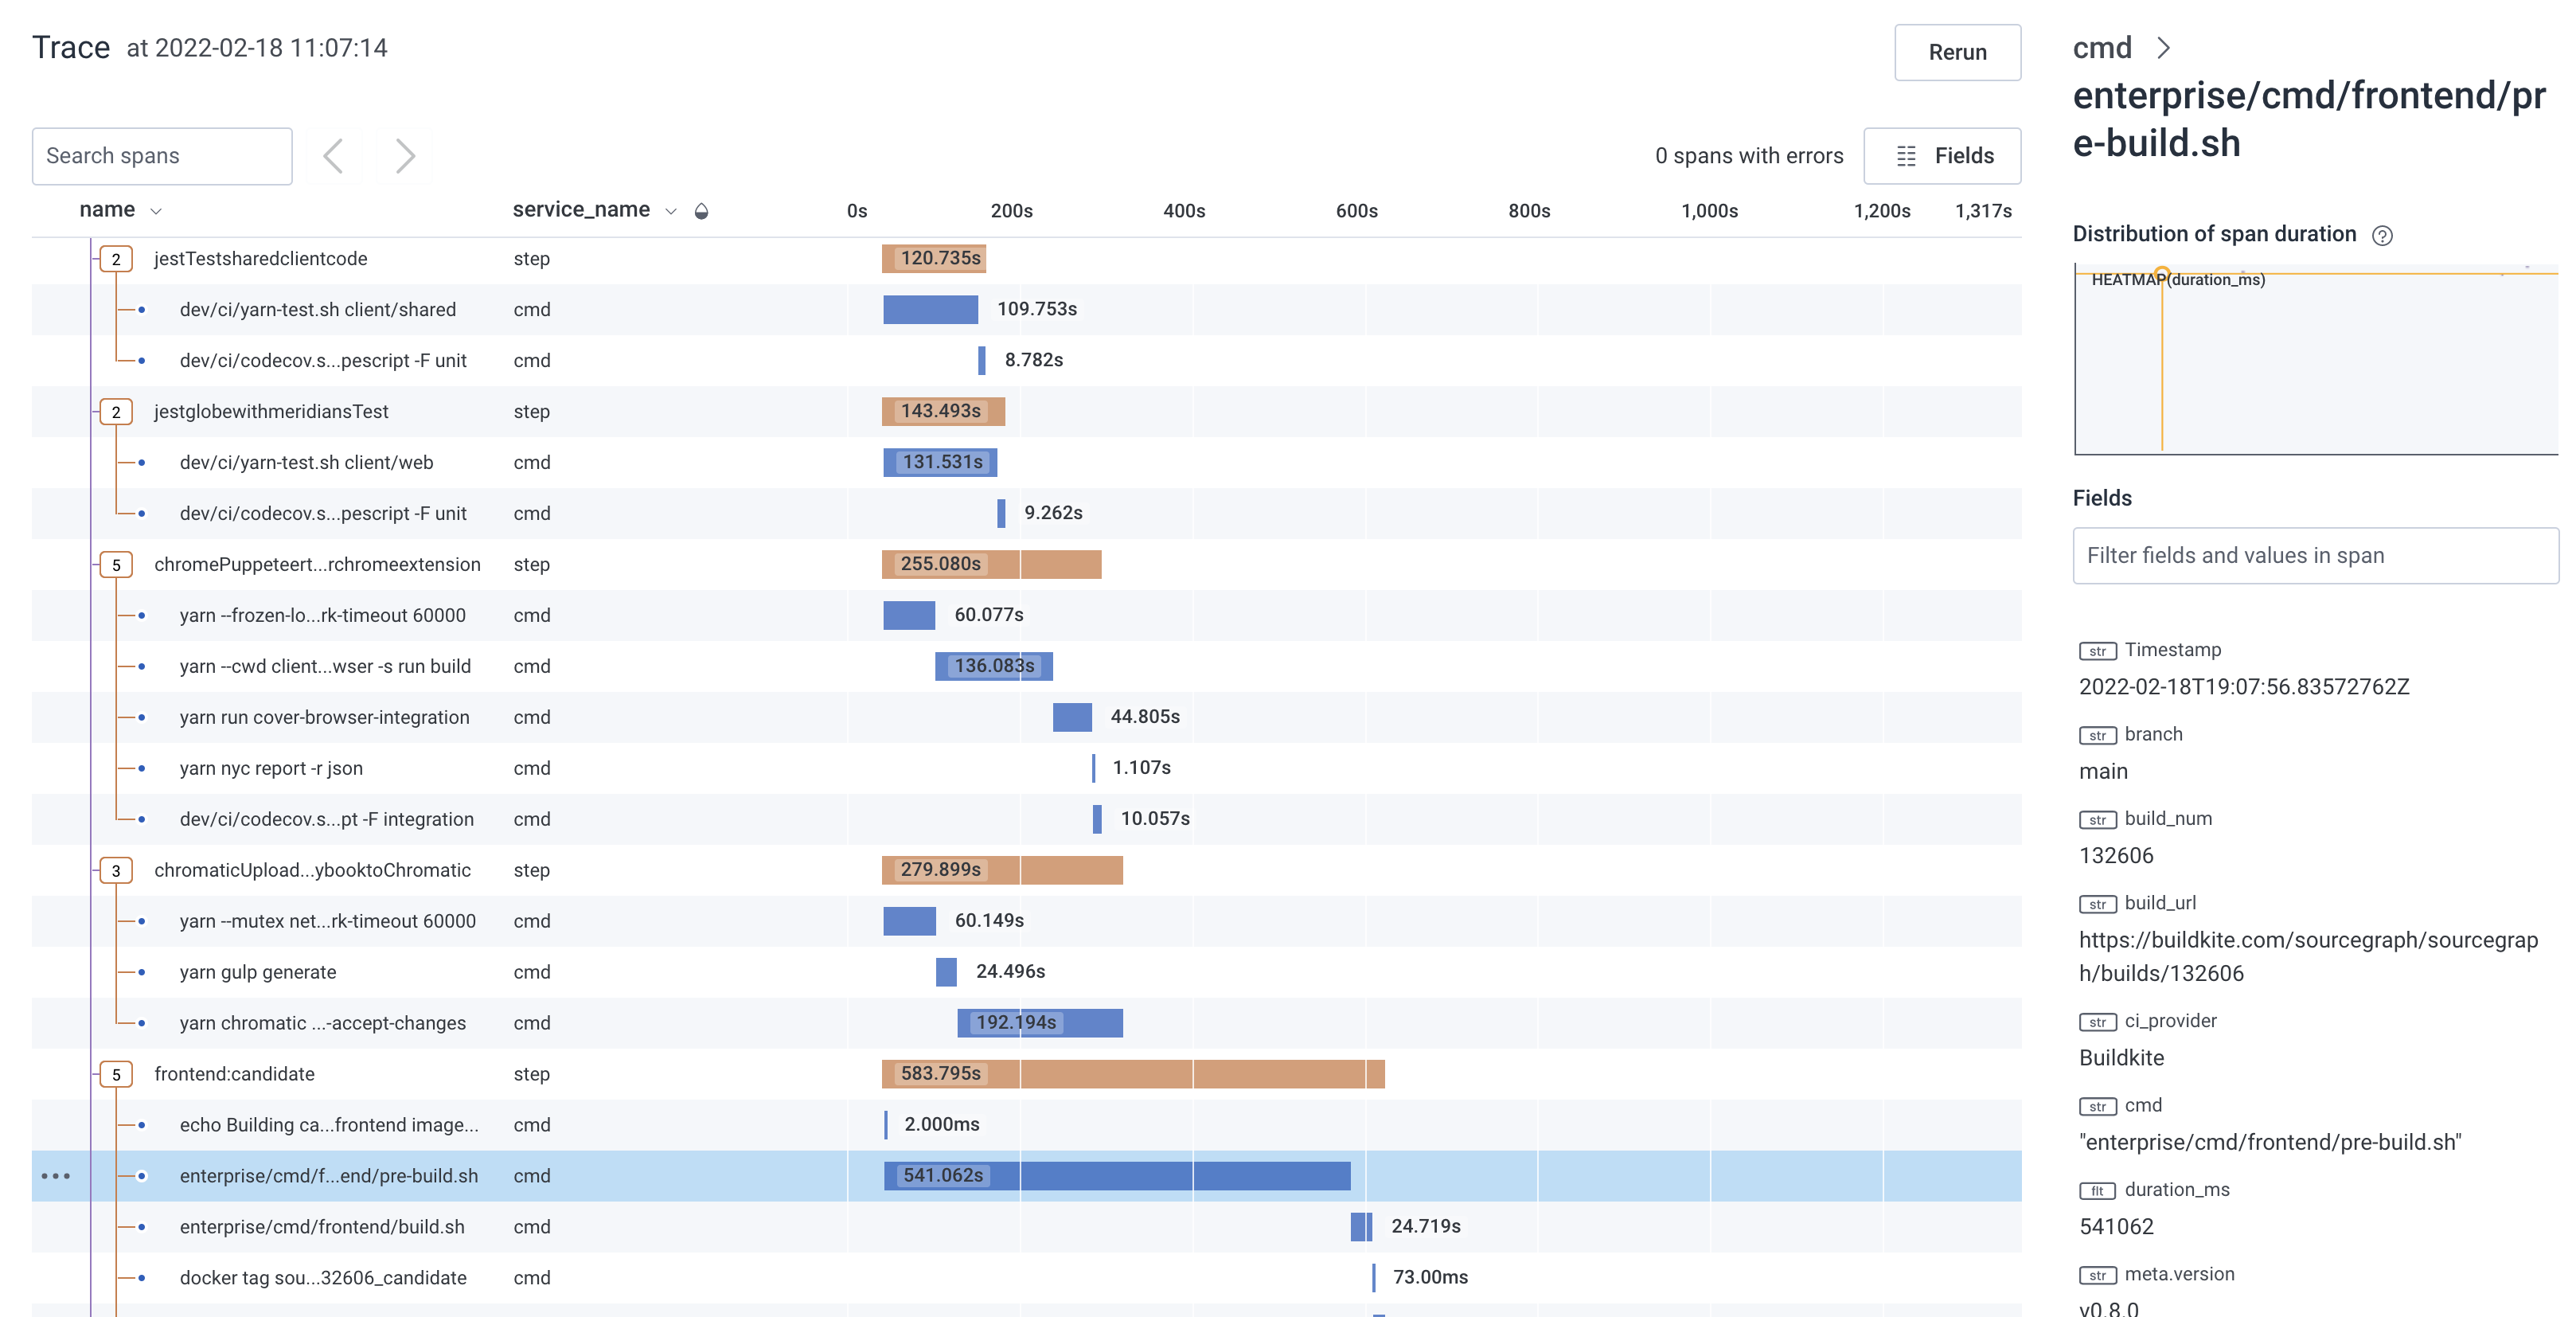 Trace at 2022-02-18 11:07:14
Rerun
Search spans
0 spans with errors
Fields
name service_name 0s 200s 400s 600s 800s 1,000s 1,200s 1,317s
2 jestTestsharedclientcode step 120.735s
dev/ci/yarn-test.sh client/shared cmd 109.753s
dev/ci/codecov.s...pescript -F unit cmd 8.782s
2 jestglobewithmeridiansTest step 143.493s
dev/ci/yarn-test.sh client/web cmd 131.531s
dev/ci/codecov.s...pescript -F unit cmd 9.262s
5 chromePuppeteert...rchromeextension step 255.080s
yarn --frozen-lo...rk-timeout 60000 cmd 60.077s
yarn --cwd client...wser -s run build cmd 136.083s
yarn run cover-browser-integration cmd 44.805s
yarn nyc report -r json cmd 1.107s
dev/ci/codecov.s...pt -F integration cmd 10.057s
3 chromaticUpload...ybooktoChromatic step 279.899s
yarn --mutex net...rk-timeout 60000 cmd 60.149s
yarn gulp generate cmd 24.496s
yarn chromatic ...-accept-changes cmd 192.194s
5 frontend:candidate step 583.795s
echo Building ca...frontend image... cmd 2.000ms
enterprise/cmd/f...end/pre-build.sh cmd 541.062s
enterprise/cmd/frontend/build.sh cmd 24.719s
docker tag sou...32606_candidate cmd 73.00ms
cmd
enterprise/cmd/frontend/pr
e-build.sh
Distribution of span duration ?
HEATMAP(duration_ms)
Fields
Filter fields and values in span
str Timestamp
2022-02-18T19:07:56.83572762Z
str branch
main
str build_num
132606
str build_url
https://buildkite.com/sourcegraph/sourcegrap
h/builds/132606
str ci_provider
Buildkite
str cmd
"enterprise/cmd/frontend/pre-build.sh"
flt duration_ms
541062
str meta.version
v0.8.0